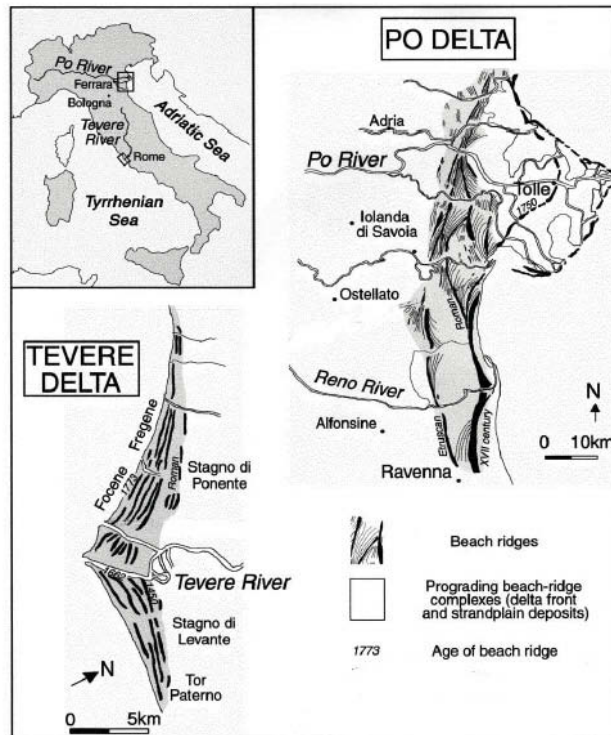 Po River
Ferrara
Bologna
Tevere
River
Rome
Adriatic Sea
Tyrrhenian
Sea
PO DELTA
Adria
Po River
Tolle
1750
Iolanda
di Savoia
Ostellato
Roman
Reno River
Alfonsine
Etruscan
XVII century
Ravenna
N
0 10km
TEVERE
DELTA
Fregene
Focene
1773
Roman
Stagno di
Ponente
Tevere River
1450
Stagno di
Levante
Tor
Paterno
N
0 5km
Beach ridges
Prograding beach-ridge
complexes (delta front
and strandplain deposits)
1773 Age of beach ridge